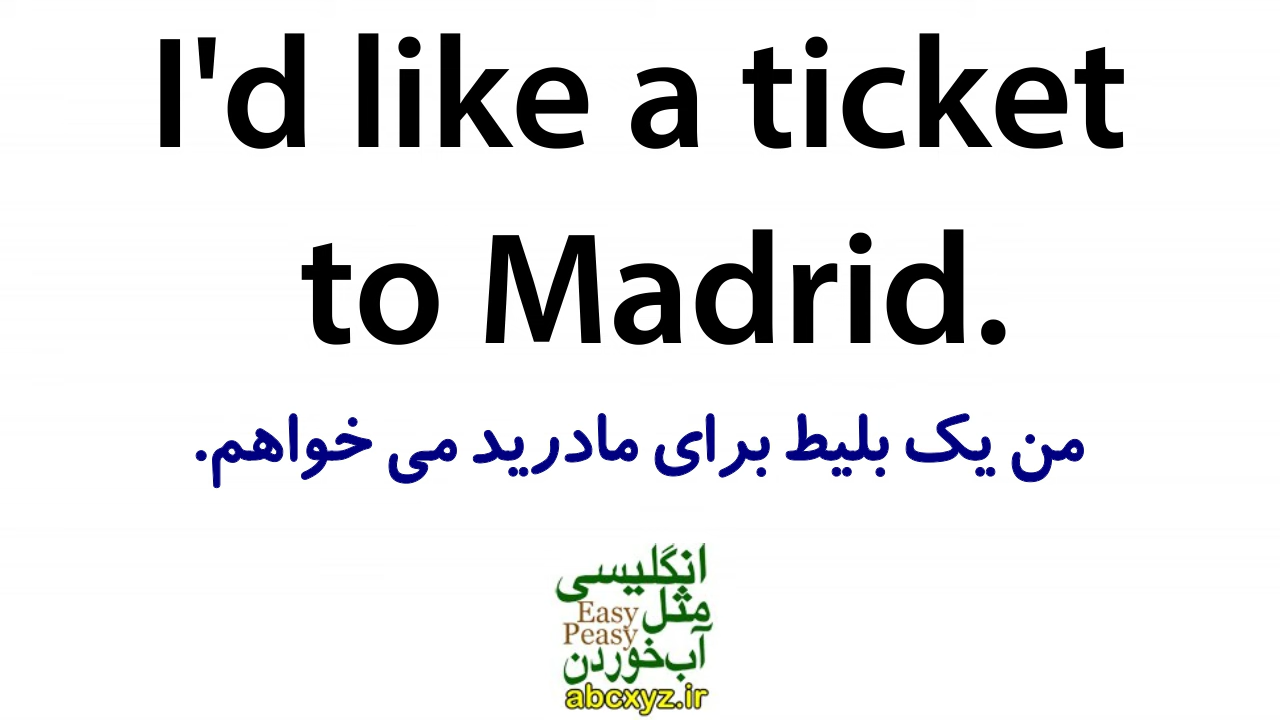 I'd like a ticket
to Madrid.
من یک بلیط برای مادرید می خواهم.
انگلیسی
مثل
Easy
Peasy
آب خوردن
abcxyz.ir